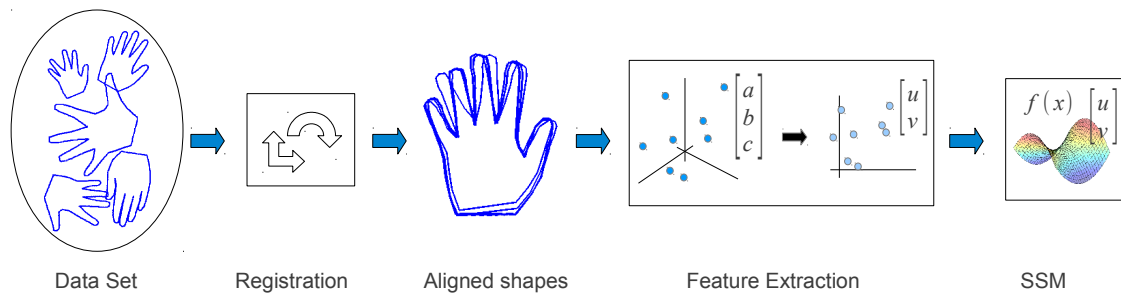 a
b
c
u
v
f(x)
u
v
Data Set
Registration
Aligned shapes
Feature Extraction
SSM